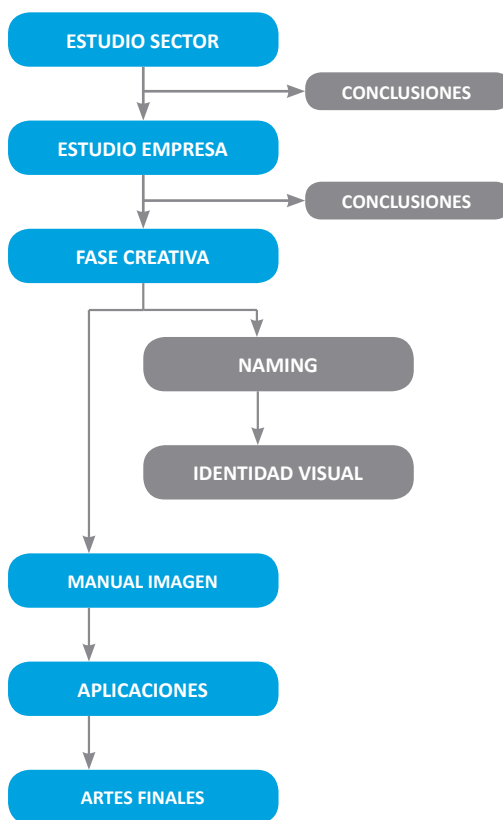 ESTUDIO SECTOR
CONCLUSIONES
ESTUDIO EMPRESA
CONCLUSIONES
FASE CREATIVA
NAMING
IDENTIDAD VISUAL
MANUAL IMAGEN
APLICACIONES
ARTES FINALES